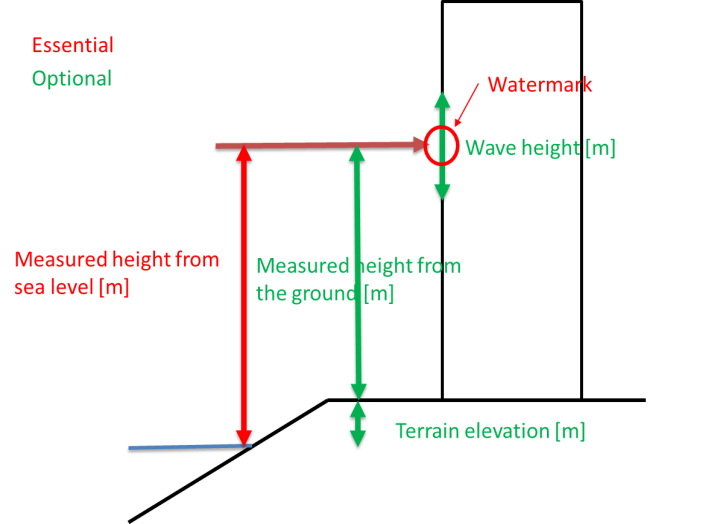 Essential
Optional
Watermark
Wave height [m]
Measured height from
sea level [m]
Measured height from
the ground [m]
Terrain elevation [m]